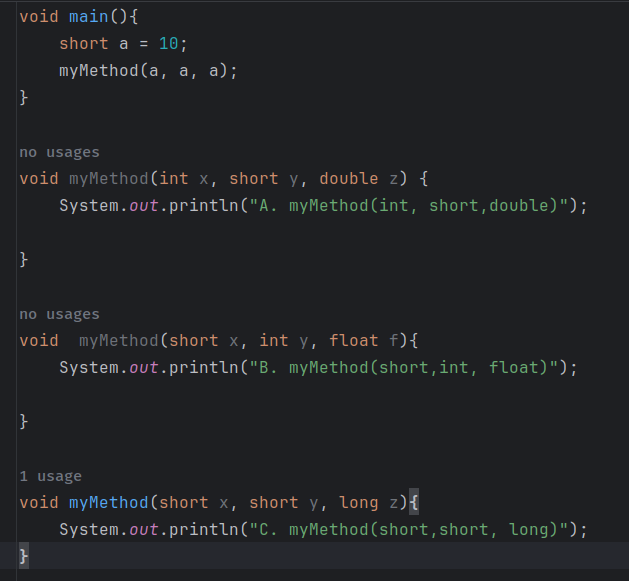 void main(){
    short a = 10;
    myMethod(a, a, a);
}
no usages
void myMethod(int x, short y, double z) {
    System.out.println("A. myMethod(int, short,double)");
}
no usages
void  myMethod(short x, int y, float f){
    System.out.println("B. myMethod(short,int, float)");
}
1 usage
void myMethod(short x, short y, long z){
    System.out.println("C. myMethod(short,short, long)");
}